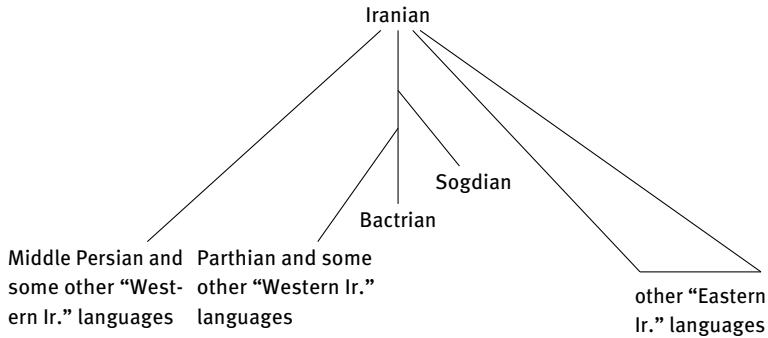 Iranian
Sogdian
Bactrian
Middle Persian and
some other “West-
ern Ir.” languages
Parthian and some
other “Western Ir.”
languages
other “Eastern
Ir.” languages